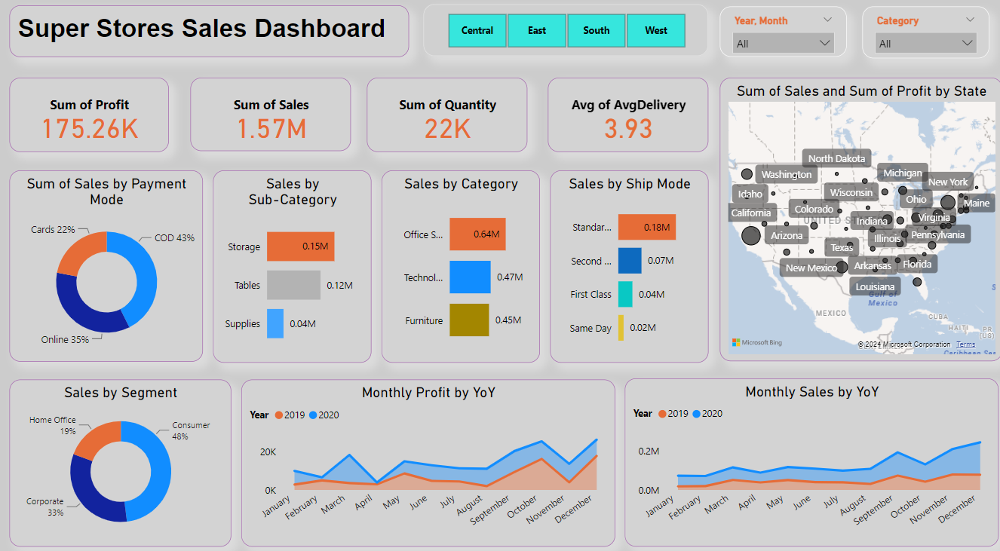 Super Stores Sales Dashboard
Central
East
South
West
Year, Month
All
Category
All
Sum of Profit
175.26K
Sum of Sales
1.57M
Sum of Quantity
22K
Avg of AvgDelivery
3.93
Sum of Sales and Sum of Profit by State
North Dakota
Washington
Michigan
New York
Idaho
Wisconsin
Ohio
Maine
California
Colorado
UNITED
Indiana
Virginia
Arizona
Illinois
Pennsylvania
Texas
New Mexico
Arkansas
Florida
Louisiana
Gulf of
Mexico
MEXICO
CUBA
HAITI
PR
(US)
Microsoft Bing
© 2024 Microsoft Corporation
Terms
Caribbean Sea
Sum of Sales by Payment
Mode
Cards 22%
COD 43%
Online 35%
Sales by
Sub-Category
Storage
0.15M
Tables
0.12M
Supplies
0.04M
Sales by Category
Office S...
0.64M
Technol...
0.47M
Furniture
0.45M
Sales by Ship Mode
Standar...
0.18M
Second ...
0.07M
First Class
0.04M
Same Day
0.02M
Sales by Segment
Home Office
19%
Consumer
48%
Corporate
33%
Monthly Profit by YoY
Year 2019 2020
20K
0K
January
February
March
April
May
June
July
August
September
October
November
December
Monthly Sales by YoY
Year 2019 2020
0.2M
0.0M
January
February
March
April
May
June
July
August
September
October
November
December